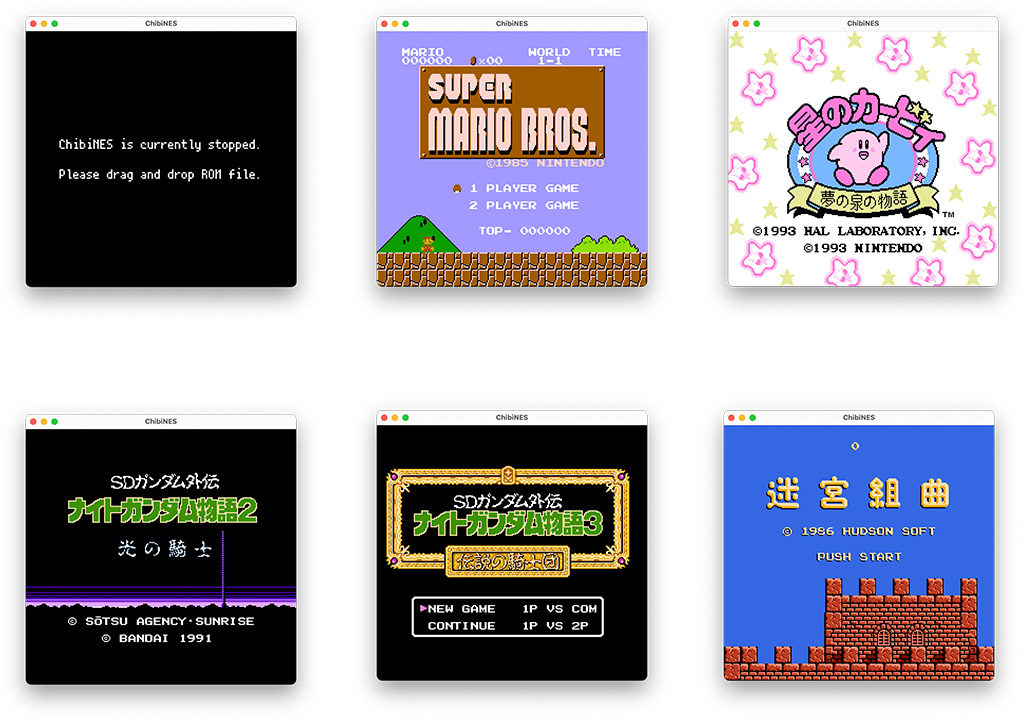 ChibiNES
ChibiNES is currently stopped.
Please drag and drop ROM file.
ChibiNES
MARIO WORLD TIME
000000 ×00 1-1
SUPER
MARIO BROS.
©1985 NINTENDO
1 PLAYER GAME
2 PLAYER GAME
TOP- 000000
ChibiNES
星のカービィ
夢の泉の物語
TM
©1993 HAL LABORATORY, INC.
©1993 NINTENDO
ChibiNES
SDガンダム外伝
ナイトガンダム物語2
光の騎士
© SŌTSU AGENCY·SUNRISE
© BANDAI 1991
ChibiNES
SDガンダム外伝
ナイトガンダム物語3
伝説の騎士団
▶NEW GAME 1P VS COM
CONTINUE 1P VS 2P
ChibiNES
迷宮組曲
© 1986 HUDSON SOFT
PUSH START